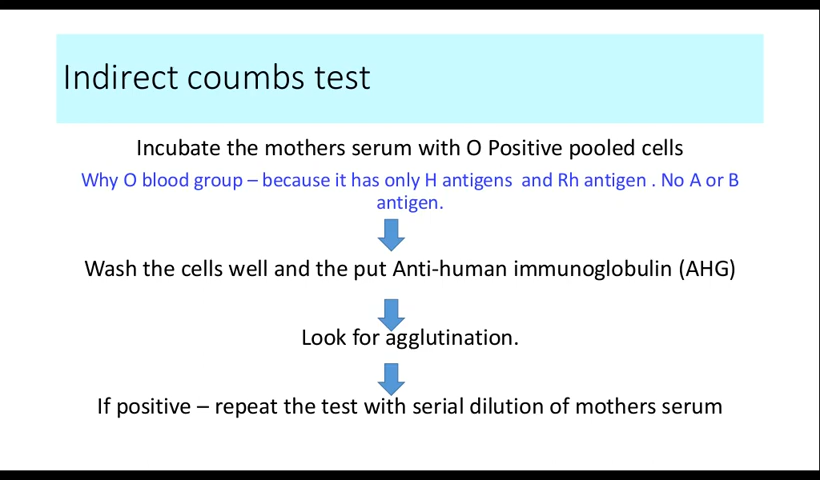 Indirect coumbs test
Incubate the mothers serum with O Positive pooled cells
Why O blood group – because it has only H antigens  and Rh antigen . No A or B
antigen.
Wash the cells well and the put Anti-human immunoglobulin (AHG)
Look for agglutination.
If positive – repeat the test with serial dilution of mothers serum